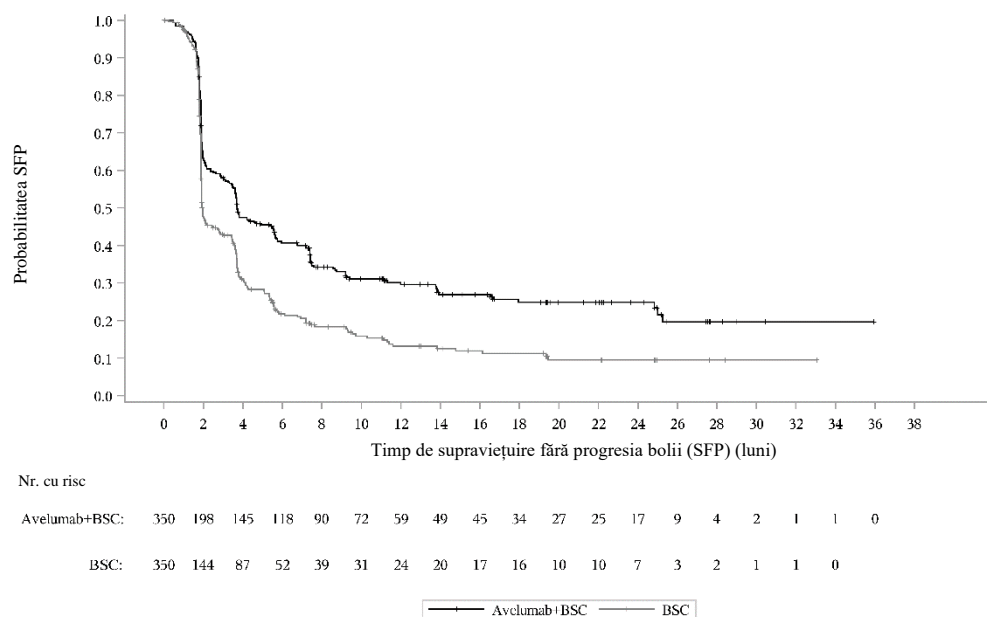 Probabilitatea SFP
1.0
0.9
0.8
0.7
0.6
0.5
0.4
0.3
0.2
0.1
0.0
0 2 4 6 8 10 12 14 16 18 20 22 24 26 28 30 32 34 36 38
Timp de supraviețuire fără progresia bolii (SFP) (luni)
Nr. cu risc
Avelumab+BSC: 350 198 145 118 90 72 59 49 45 34 27 25 17 9 4 2 1 1 0
BSC: 350 144 87 52 39 31 24 20 17 16 10 10 7 3 2 1 1 0
Avelumab+BSC BSC